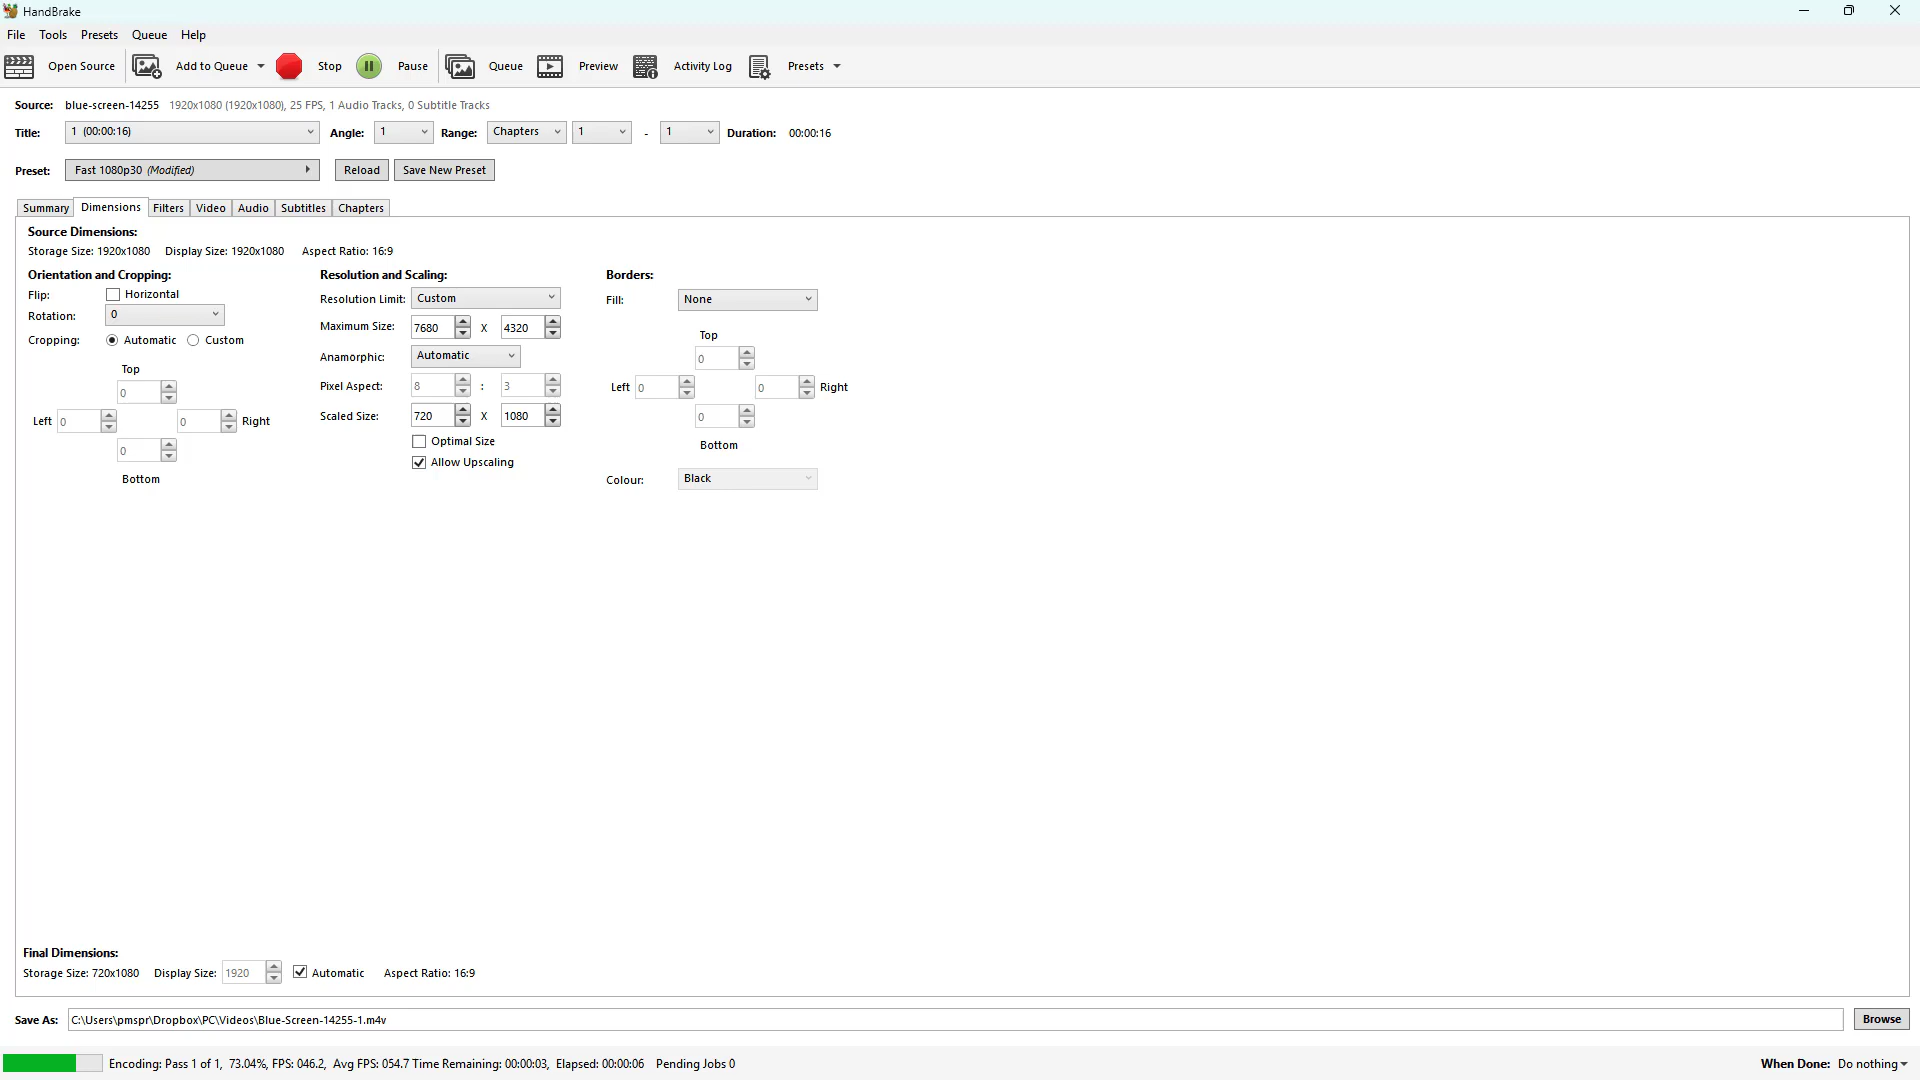 HandBrake
File Tools Presets Queue Help
Open Source Add to Queue Stop Pause Queue Preview Activity Log Presets
Source: blue-screen-14255 1920x1080 (1920x1080), 25 FPS, 1 Audio Tracks, 0 Subtitle Tracks
Title: 1 (00:00:16) Angle: 1 Range: Chapters 1 - 1 Duration: 00:00:16
Preset: Fast 1080p30 (Modified) Reload Save New Preset
Summary Dimensions Filters Video Audio Subtitles Chapters
Source Dimensions:
Storage Size: 1920x1080 Display Size: 1920x1080 Aspect Ratio: 16:9
Orientation and Cropping:
Flip: Horizontal
Rotation: 0
Cropping: Automatic Custom
Top
0
Left 0 0 Right
0
Bottom
Resolution and Scaling:
Resolution Limit: Custom
Maximum Size: 7680 X 4320
Anamorphic: Automatic
Pixel Aspect: 8 : 3
Scaled Size: 720 X 1080
Optimal Size
Allow Upscaling
Borders:
Fill: None
Top
0
Left 0 0 Right
0
Bottom
Colour: Black
Final Dimensions:
Storage Size: 720x1080 Display Size: 1920 Automatic Aspect Ratio: 16:9
Save As: C:\Users\pmspr\Dropbox\PC\Videos\Blue-Screen-14255-1.m4v Browse
Encoding: Pass 1 of 1, 73.04%, FPS: 046.2, Avg FPS: 054.7 Time Remaining: 00:00:03, Elapsed: 00:00:06 Pending Jobs 0 When Done: Do nothing